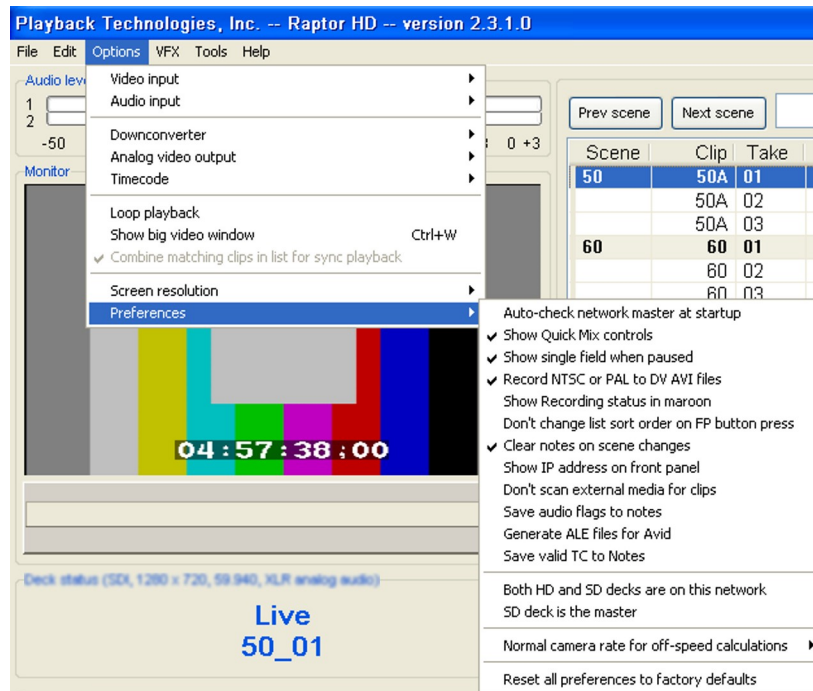 Playback Technologies, Inc. -- Raptor HD -- version 2.3.1.0
File Edit Options VFX Tools Help
Audio
1
2
-50
0 +3
Monitor
Video input
Audio input
Downconverter
Analog video output
Timecode
Loop playback
Show big video window Ctrl+W
Combine matching clips in list for sync playback
Screen resolution
Preferences
Prev scene Next scene
Scene Clip Take
50 50A 01
50A 02
50A 03
60 60 01
60 02
60 03
Auto-check network master at startup
Show Quick Mix controls
Show single field when paused
Record NTSC or PAL to DV AVI files
Show Recording status in maroon
Don't change list sort order on FP button press
Clear notes on scene changes
Show IP address on front panel
Don't scan external media for clips
Save audio flags to notes
Generate ALE files for Avid
Save valid TC to Notes
Both HD and SD decks are on this network
SD deck is the master
Normal camera rate for off-speed calculations
Reset all preferences to factory defaults
04:57:38;00
Deck status (SDI, 1280 x 720, 59.940, XLR analog audio)
Live
50_01